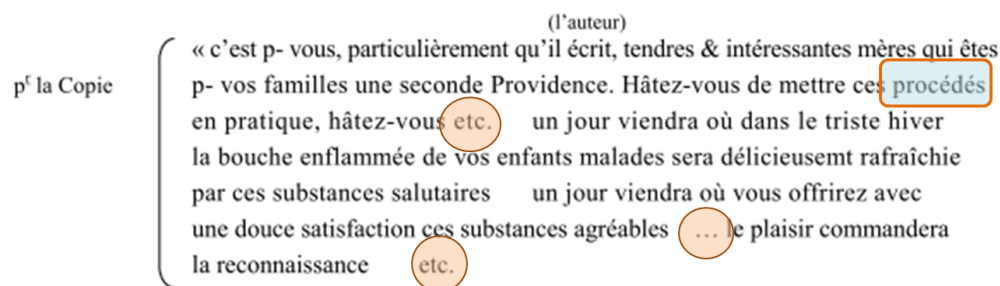 (l’auteur)
« c’est p- vous, particulièrement qu’il écrit, tendres & intéressantes mères qui êtes
pʳ la Copie p- vos familles une seconde Providence. Hâtez-vous de mettre ces procédés
en pratique, hâtez-vous etc. un jour viendra où dans le triste hiver
la bouche enflammée de vos enfants malades sera délicieusemt rafraîchie
par ces substances salutaires un jour viendra où vous offrirez avec
une douce satisfaction ces substances agréables … le plaisir commandera
la reconnaissance etc.